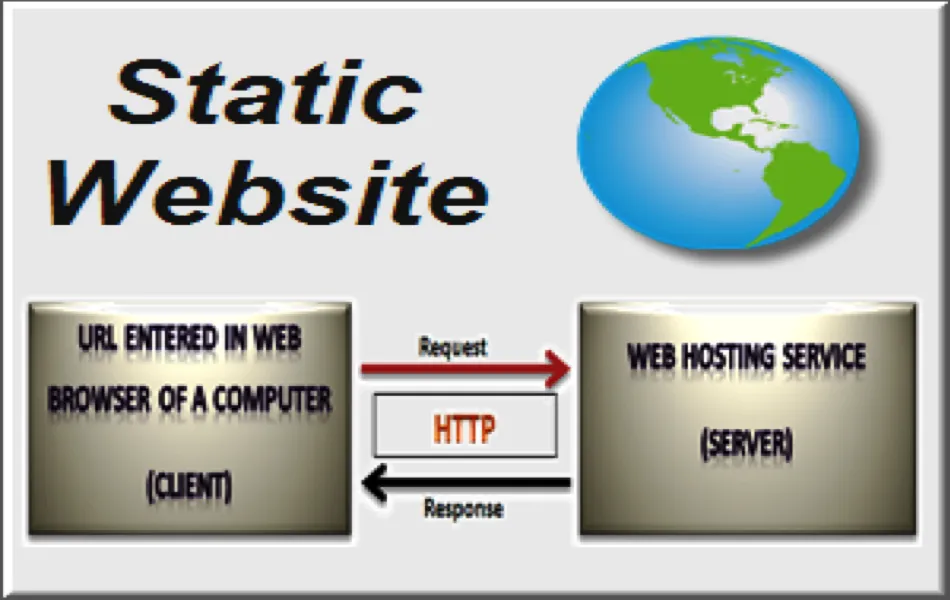 Static
Website
URL ENTERED IN WEB
BROWSER OF A COMPUTER
(CLIENT)
Request
HTTP
Response
WEB HOSTING SERVICE
(SERVER)